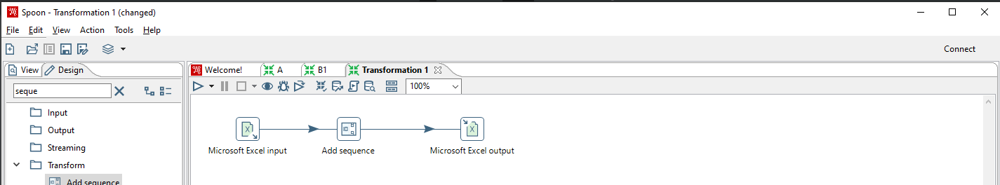 Spoon - Transformation 1 (changed)
File Edit View Action Tools Help
Connect
View Design
Welcome! A B1 Transformation 1
seque
100%
Input
Output
Streaming
Transform
Add sequence
Microsoft Excel input Add sequence Microsoft Excel output